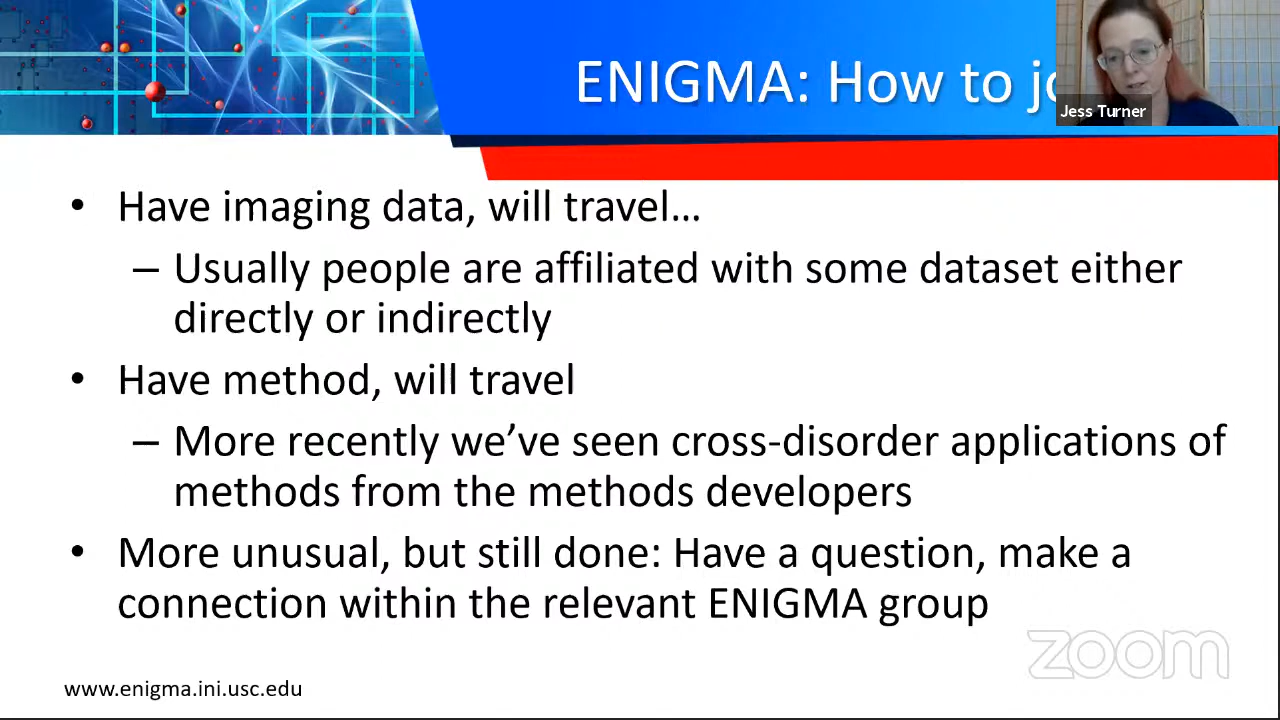 ENIGMA: How to
Jess Turner
• Have imaging data, will travel…
– Usually people are affiliated with some dataset either
directly or indirectly
• Have method, will travel
– More recently we’ve seen cross-disorder applications of
methods from the methods developers
• More unusual, but still done: Have a question, make a
connection within the relevant ENIGMA group
zoom
www.enigma.ini.usc.edu